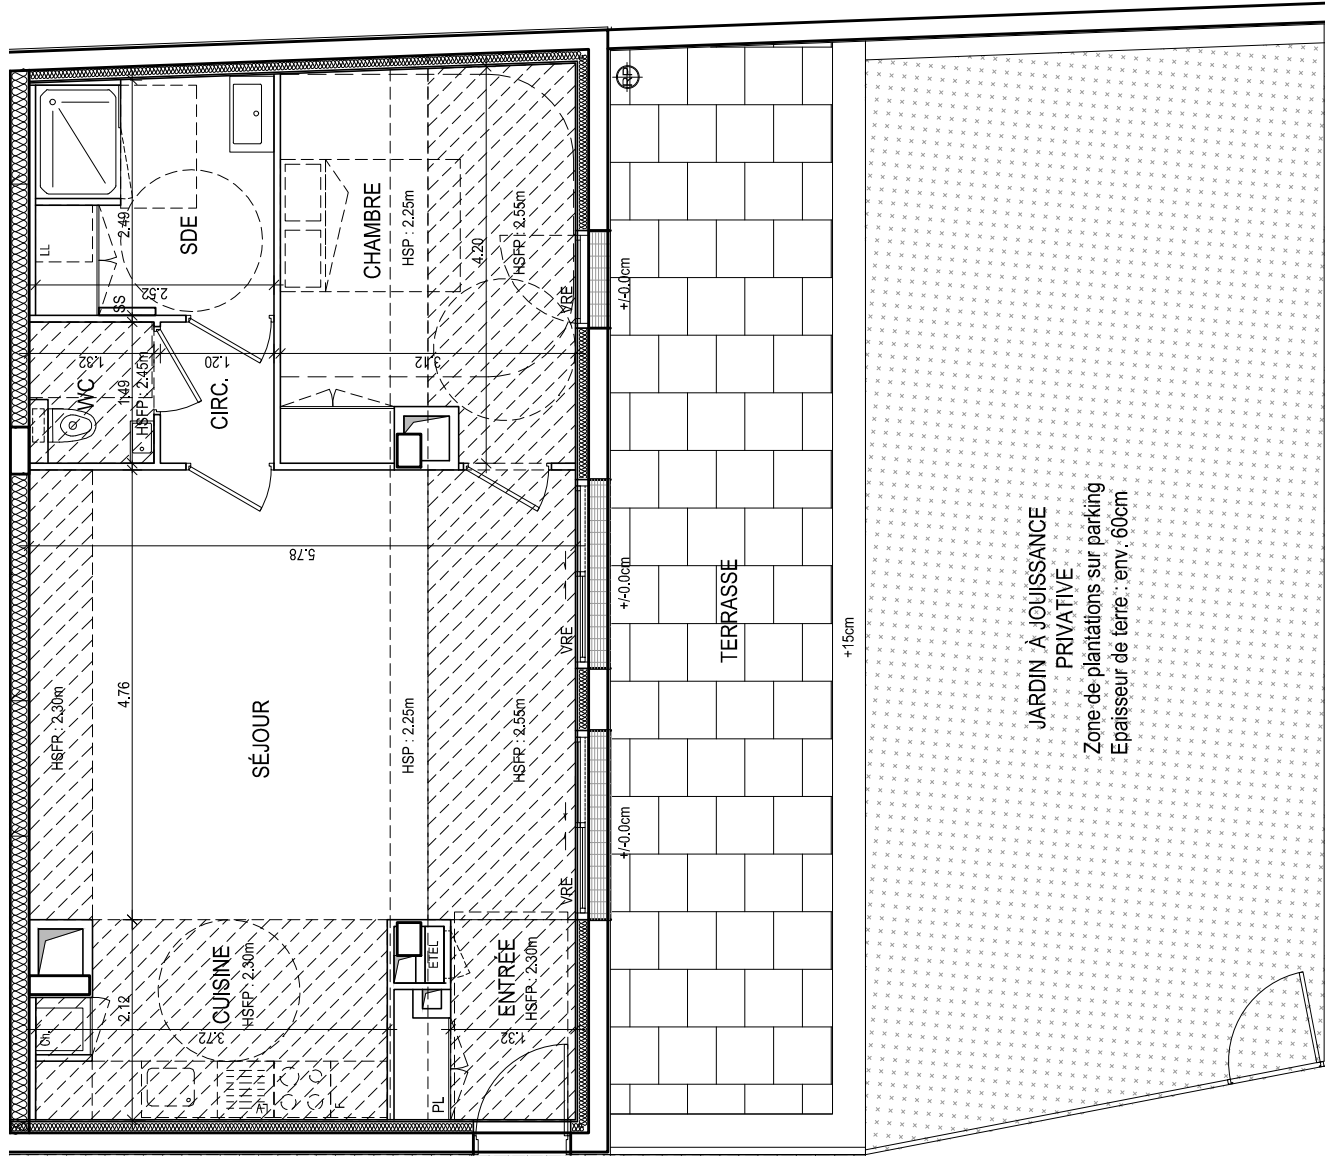 LL
2.49
SDE
2.52
SS
CHAMBRE
HSP : 2.25m
4.20
HSFP : 2.55m
VRE
+/-0.0cm
1.32
WC
1.49
HSFP : 2.45m
1.20
CIRC.
3.12
EP
5.78
HSFP : 2.30m
4.76
SÉJOUR
HSP : 2.25m
HSFP : 2.55m
VRE
+/-0.0cm
VRE
+/-0.0cm
TERRASSE
+15cm
JARDIN À JOUISSANCE
PRIVATIVE
Zone de plantations sur parking
Epaisseur de terre : env. 60cm
2.12
CUISINE
HSFP : 2.30m
3.72
LV
F
ETEL
ENTRÉE
HSFP : 2.30m
1.32
PL